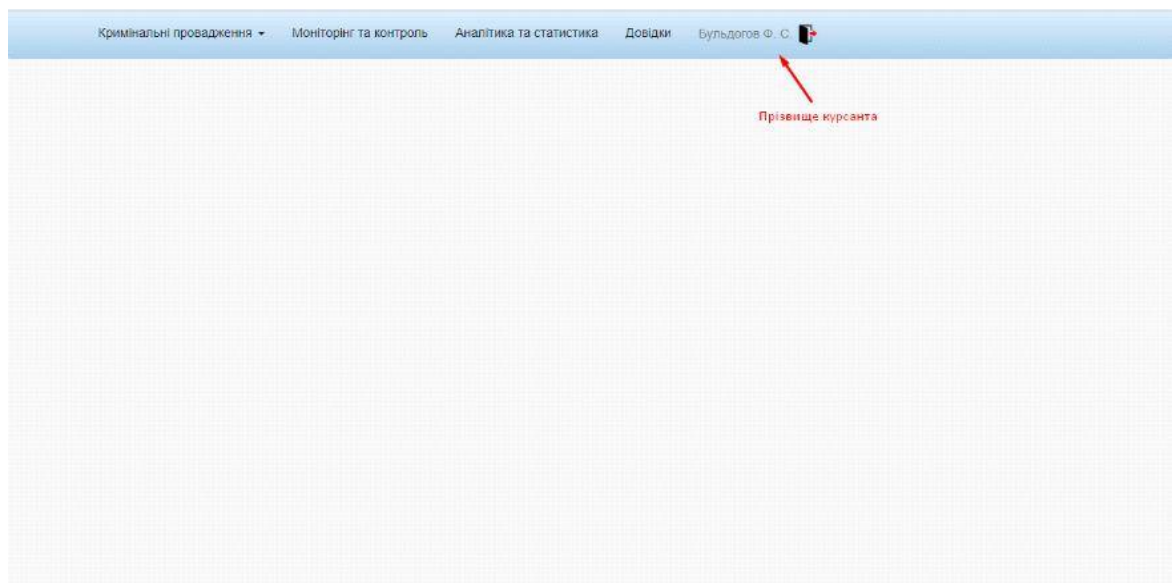 Кримінальні провадження Моніторінг та контроль Аналітика та статистика Довідки Бульдогов Ф. С.
Прізвище курсанта